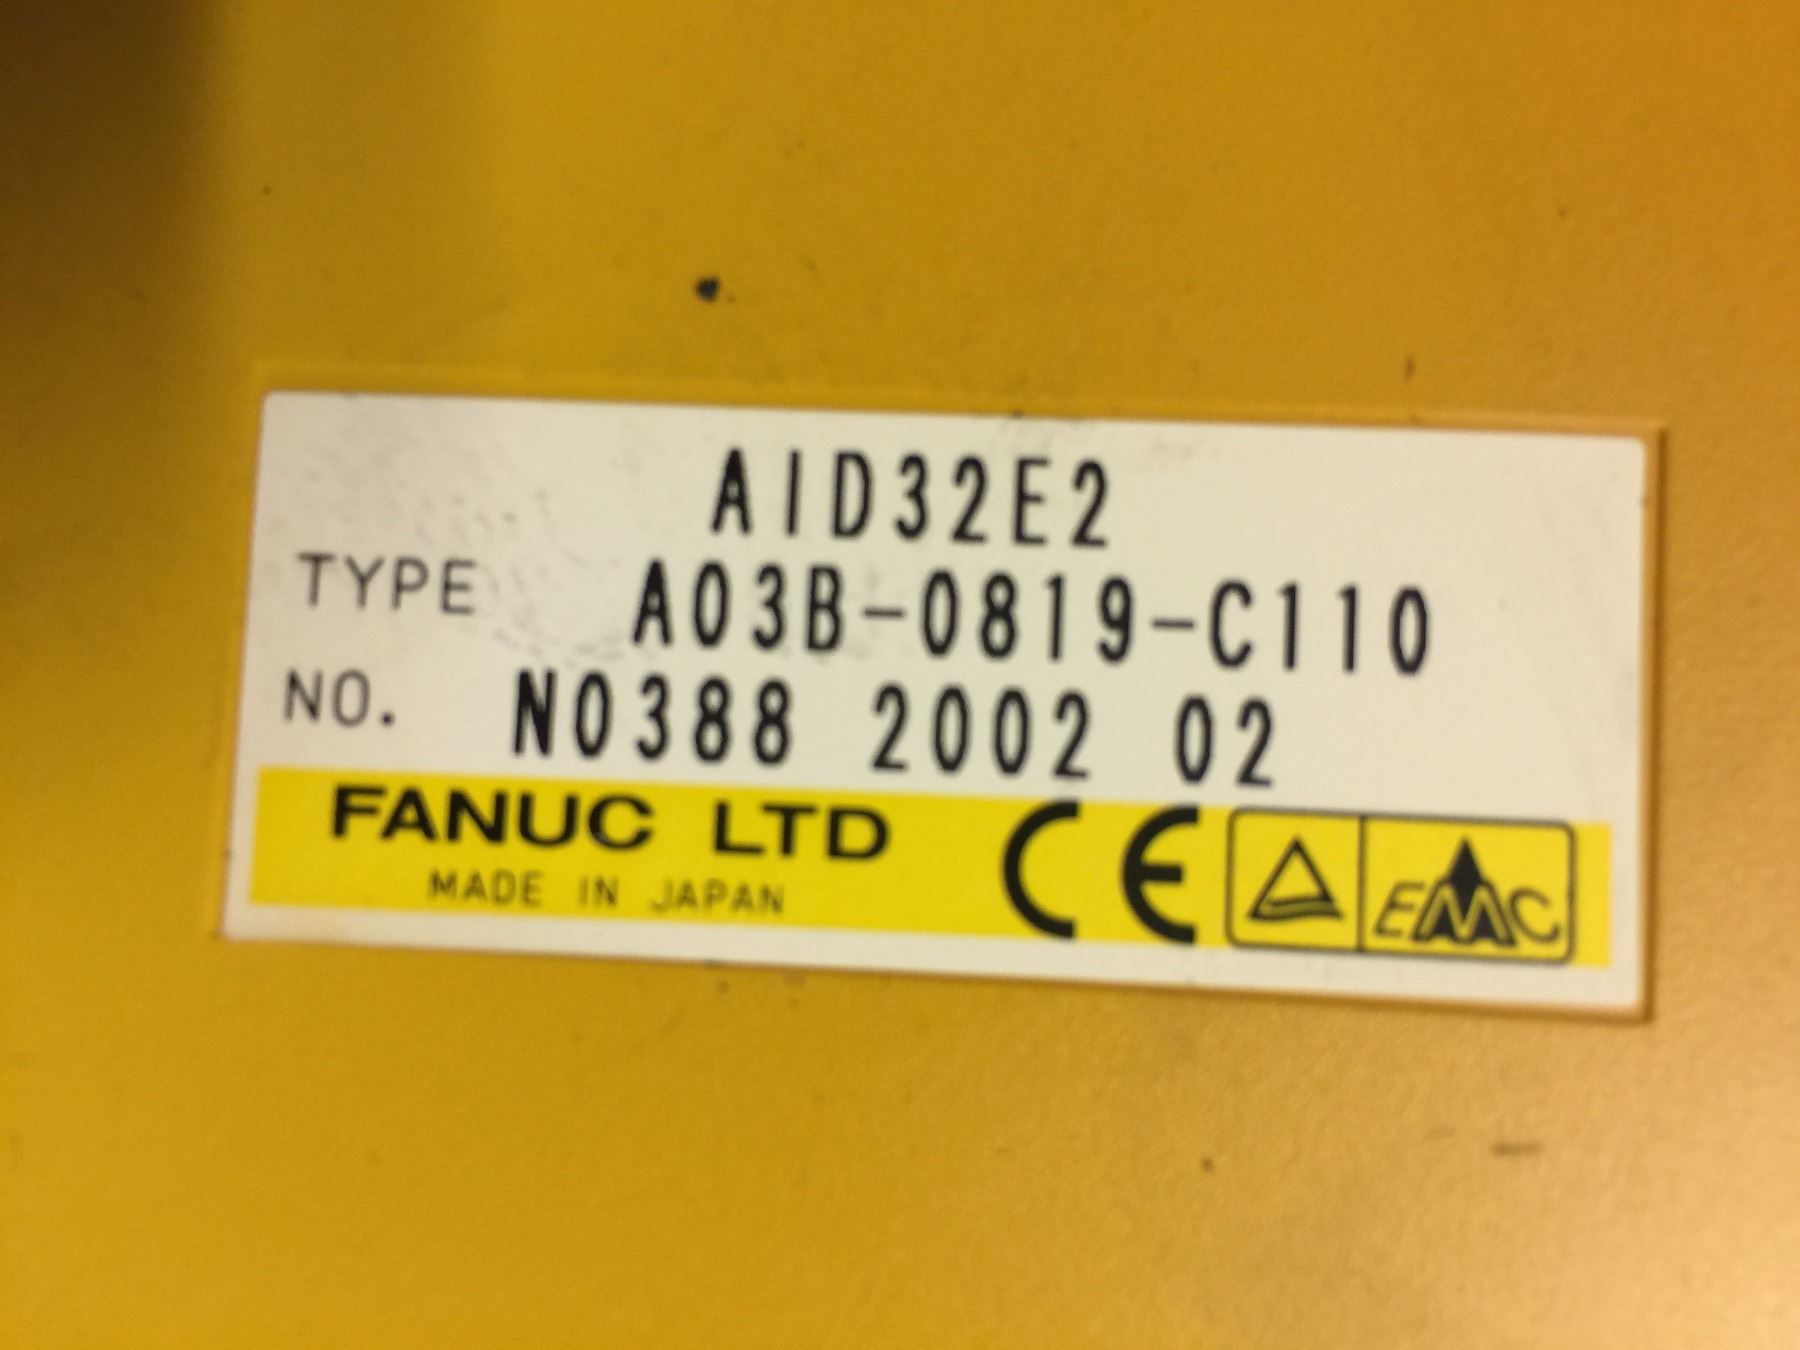 AID32E2
TYPE A03B-0819-C110
NO. N0388 2002 02
FANUC LTD CE EMC
MADE IN JAPAN